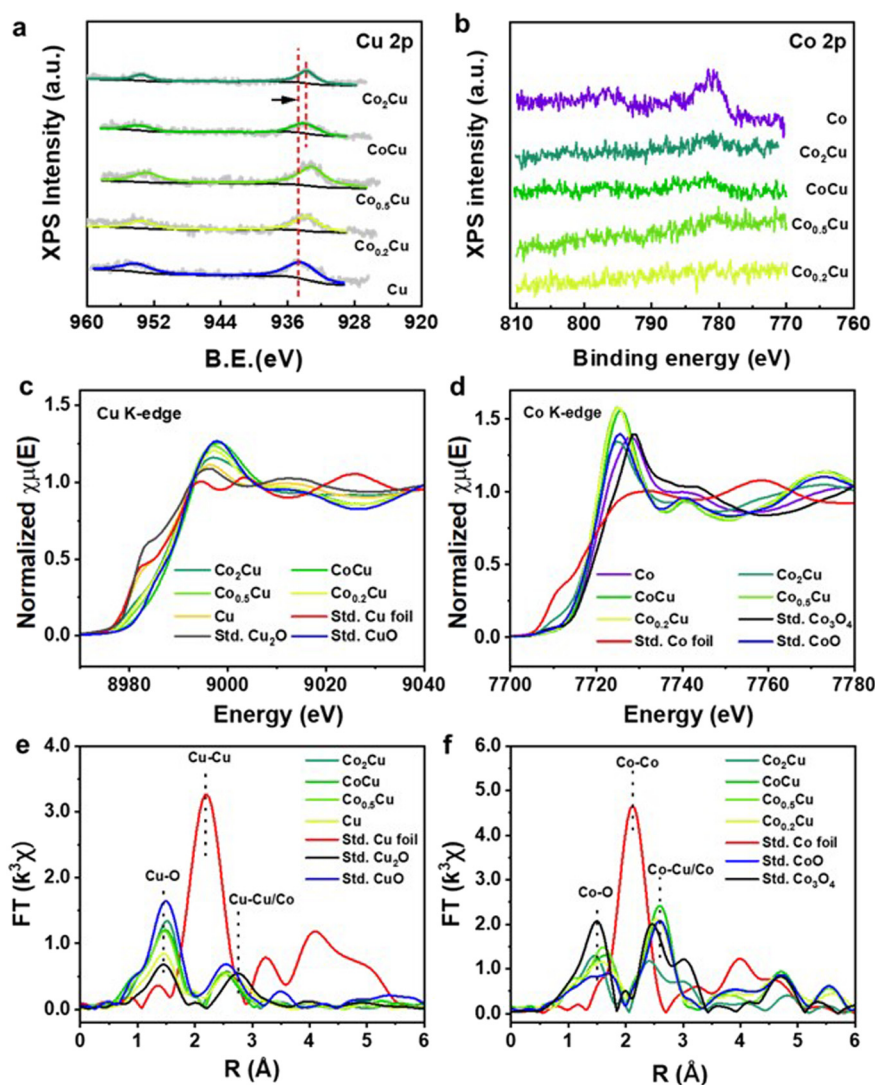 a
Cu 2p
XPS Intensity (a.u.)
Co2Cu
CoCu
Co0.5Cu
Co0.2Cu
Cu
960 952 944 936 928 920
B.E.(eV)
b
Co 2p
XPS intensity (a.u.)
Co
Co2Cu
CoCu
Co0.5Cu
Co0.2Cu
810 800 790 780 770 760
Binding energy (eV)
c
Cu K-edge
Normalized χμ(E)
1.5
1.0
0.5
0.0
Co2Cu CoCu
Co0.5Cu Co0.2Cu
Cu Std. Cu foil
Std. Cu2O Std. CuO
8980 9000 9020 9040
Energy (eV)
d
Co K-edge
Normalized χμ(E)
1.5
1.0
0.5
0.0
Co Co2Cu
CoCu Co0.5Cu
Co0.2Cu Std. Co3O4
Std. Co foil Std. CoO
7700 7720 7740 7760 7780
Energy (eV)
e
FT (k³χ)
4.0
3.0
2.0
1.0
0.0
Cu-Cu
Cu-O
Cu-Cu/Co
Co2Cu
CoCu
Co0.5Cu
Cu
Std. Cu foil
Std. Cu2O
Std. CuO
0 1 2 3 4 5 6
R (Å)
f
FT (k³χ)
6.0
5.0
4.0
3.0
2.0
1.0
0.0
Co-Co
Co-Cu/Co
Co-O
Co2Cu
CoCu
Co0.5Cu
Co0.2Cu
Std. Co foil
Std. CoO
Std. Co3O4
0 1 2 3 4 5 6
R (Å)